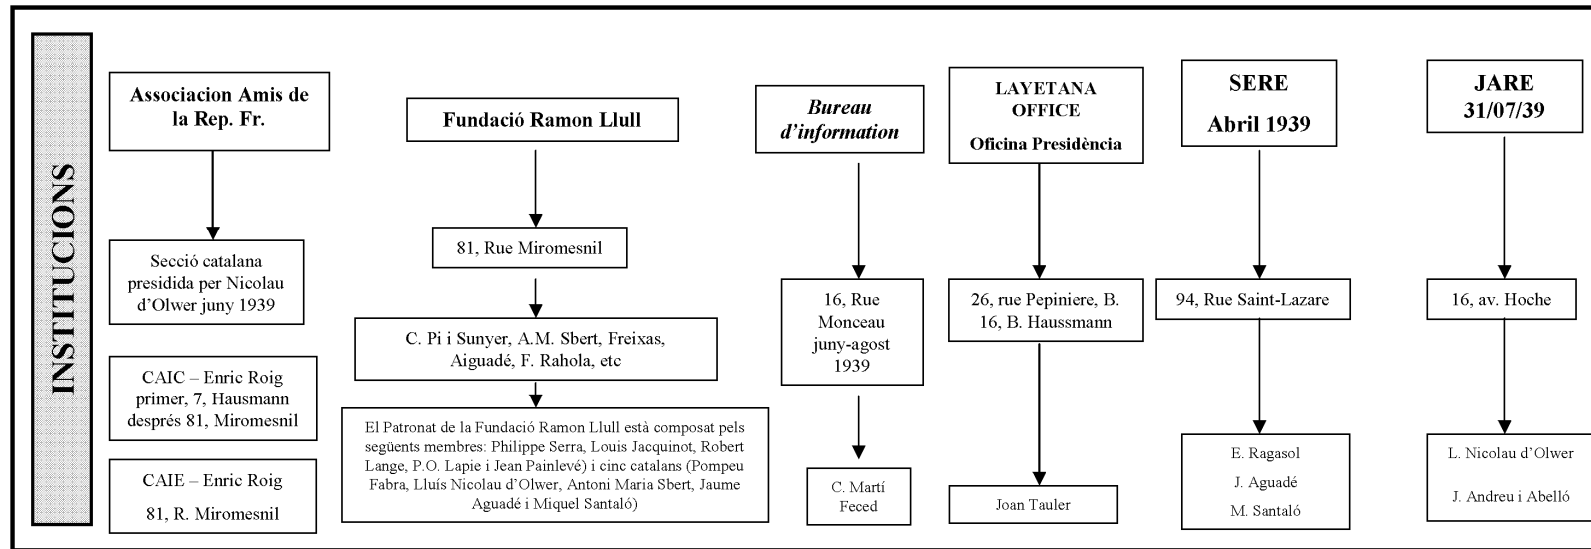 INSTITUCIONS
Associacion Amis de
la Rep. Fr.
Secció catalana
presidida per Nicolau
d'Olwer juny 1939
CAIC – Enric Roig
primer, 7, Hausmann
després 81, Miromesnil
CAIE – Enric Roig
81, R. Miromesnil
Fundació Ramon Llull
81, Rue Miromesnil
C. Pi i Sunyer, A.M. Sbert, Freixas,
Aiguadé, F. Rahola, etc
El Patronat de la Fundació Ramon Llull està composat pels
següents membres: Philippe Serra, Louis Jacquinot, Robert
Lange, P.O. Lapie i Jean Painlevé) i cinc catalans (Pompeu
Fabra, Lluís Nicolau d'Olwer, Antoni Maria Sbert, Jaume
Aguadé i Miquel Santaló)
Bureau
d'information
16, Rue
Monceau
juny-agost
1939
C. Martí
Feced
LAYETANA
OFFICE
Oficina Presidència
26, rue Pepiniere, B.
16, B. Haussmann
Joan Tauler
SERE
Abril 1939
94, Rue Saint-Lazare
E. Ragasol
J. Aguadé
M. Santaló
JARE
31/07/39
16, av. Hoche
L. Nicolau d'Olwer
J. Andreu i Abelló